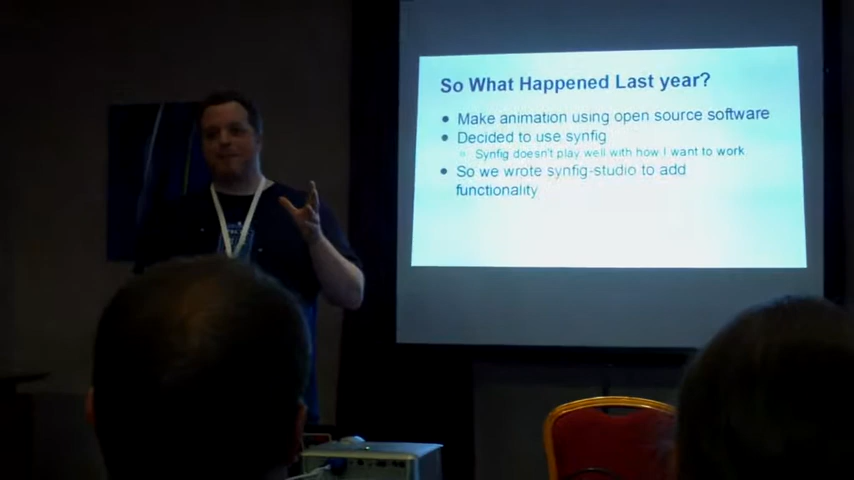 So What Happened Last year?
Make animation using open source software
Decided to use synfig
Synfig doesn't play well with how I want to work
So we wrote synfig-studio to add
functionality